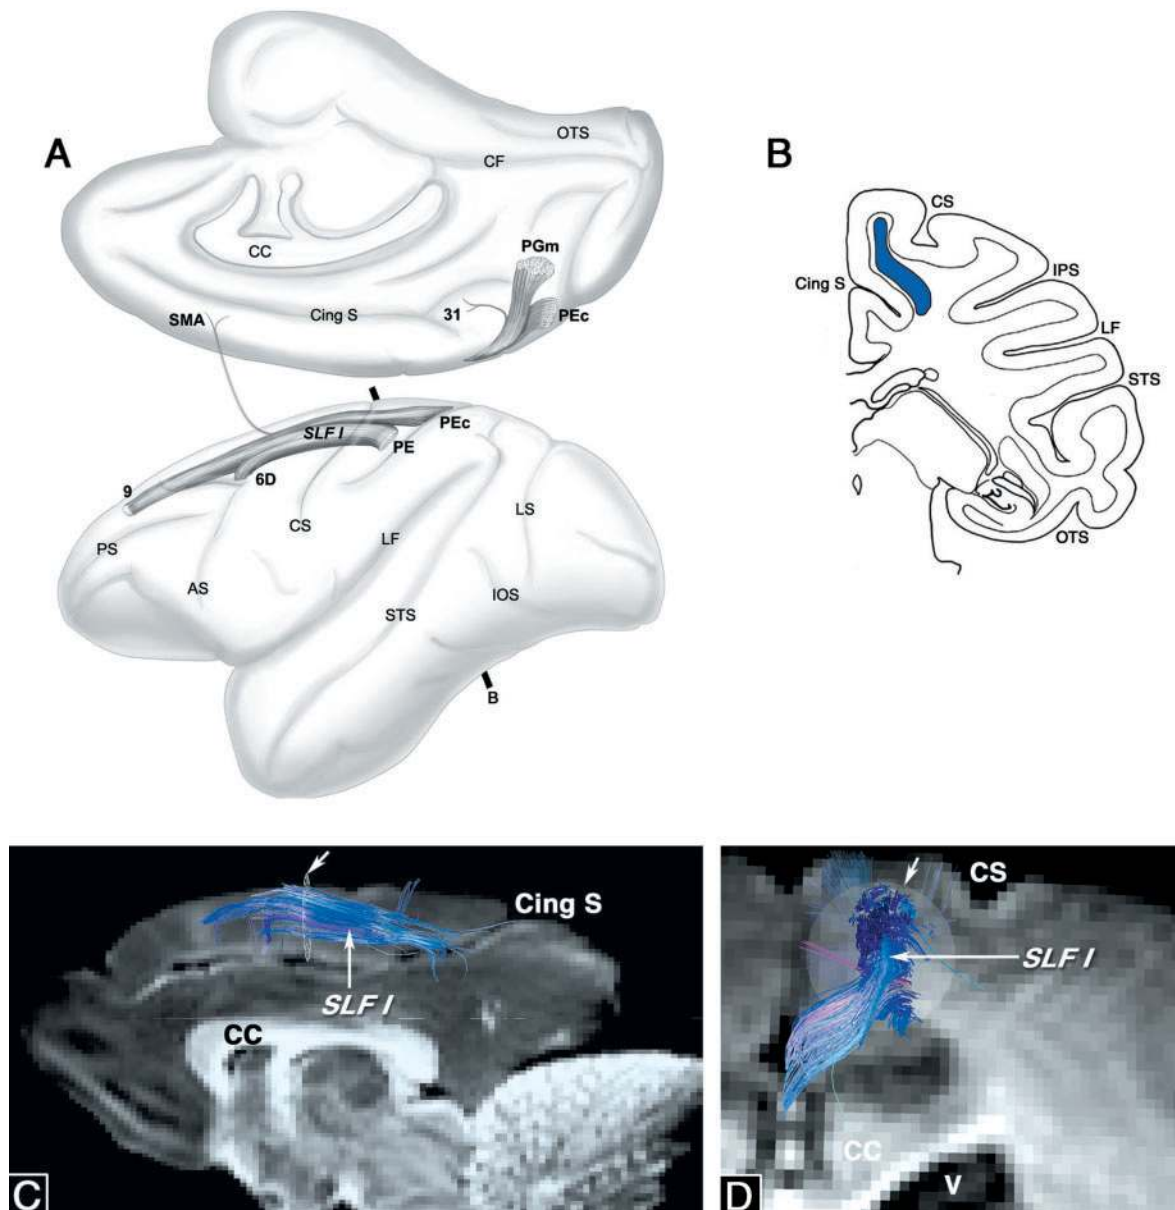 A
OTS
CF
CC
PGm
SMA
Cing S
31
PEc
PEc
SLF I
PE
9
6D
CS
LS
PS
LF
AS
IOS
STS
B
B
CS
Cing S
IPS
LF
STS
OTS
Cing S
SLF I
CC
C
CS
SLF I
CC
V
D